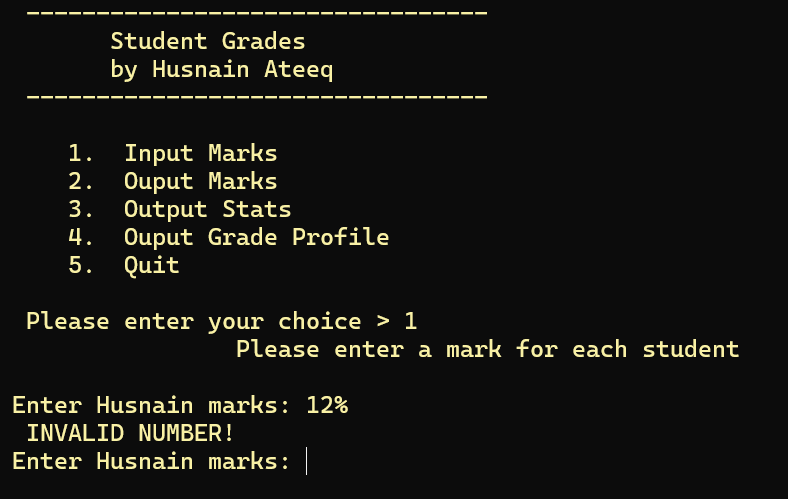 Student Grades
by Husnain Ateeq
1. Input Marks
2. Ouput Marks
3. Output Stats
4. Ouput Grade Profile
5. Quit
Please enter your choice > 1
Please enter a mark for each student
Enter Husnain marks: 12%
INVALID NUMBER!
Enter Husnain marks: